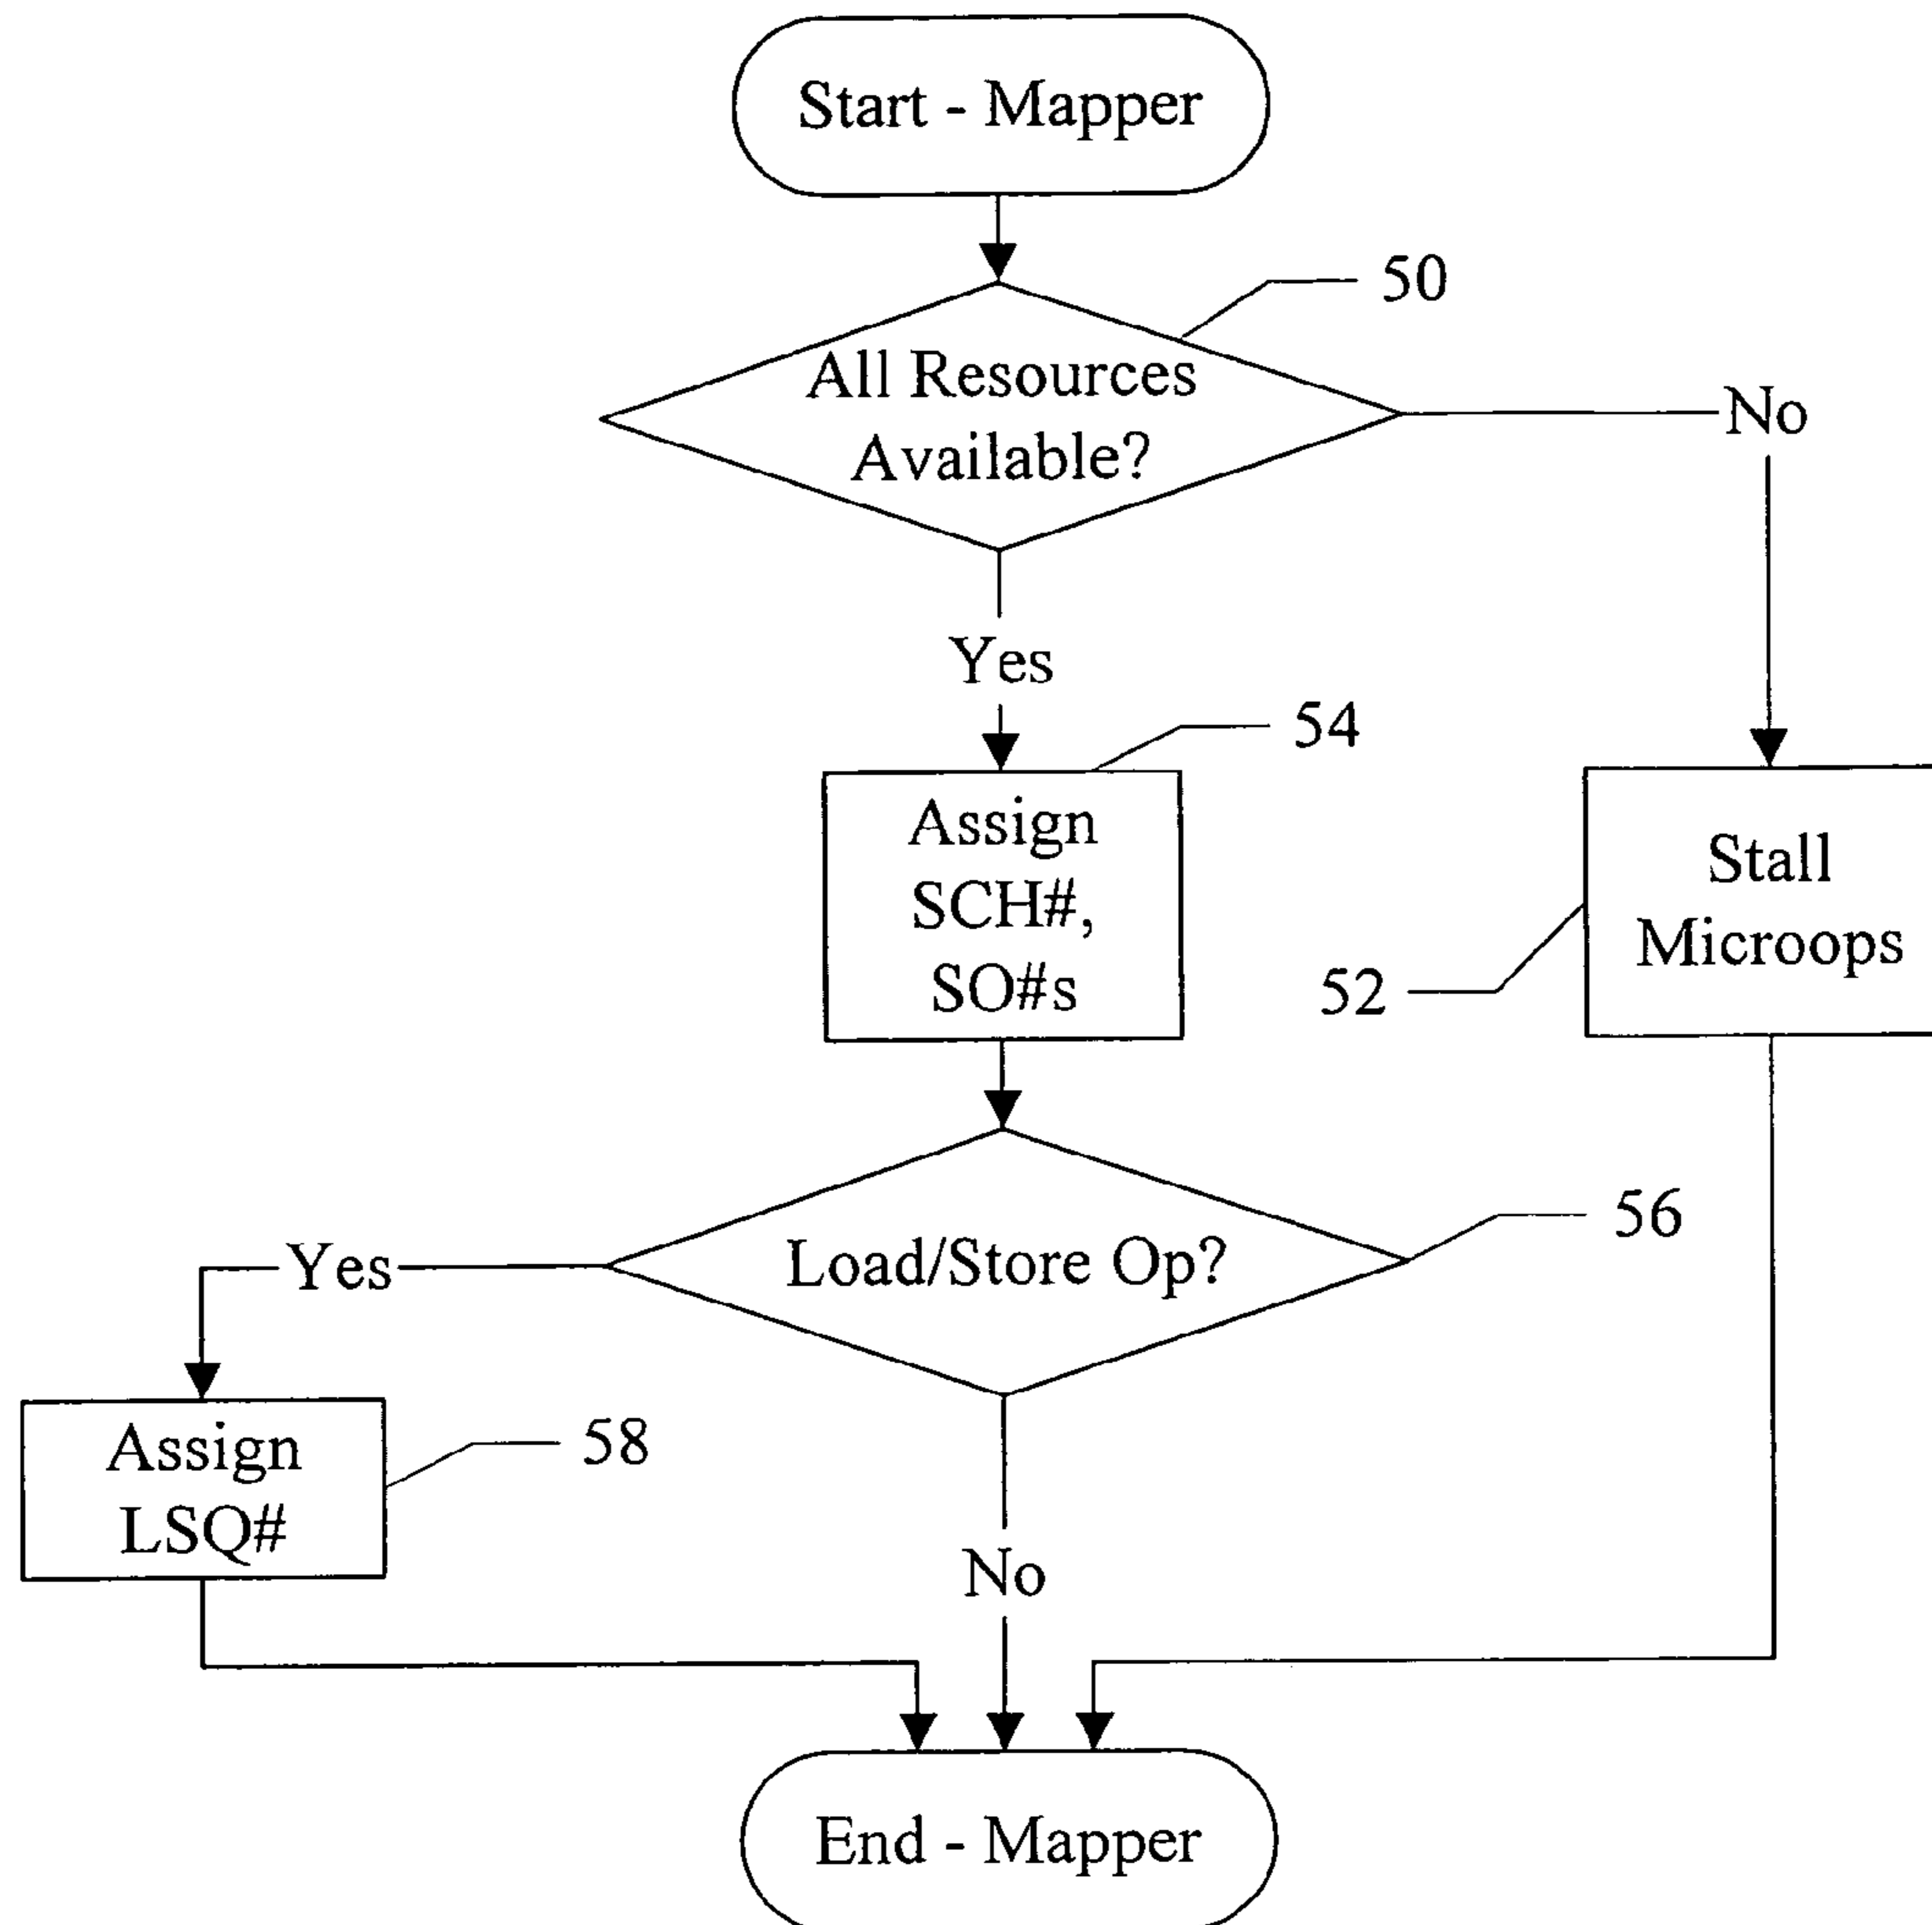 Start - Mapper
50
All Resources
Available?
No
Yes
54
Assign
SCH#,
SO#s
Stall
Microops
52
56
Load/Store Op?
Yes
Assign
LSQ#
58
No
End - Mapper